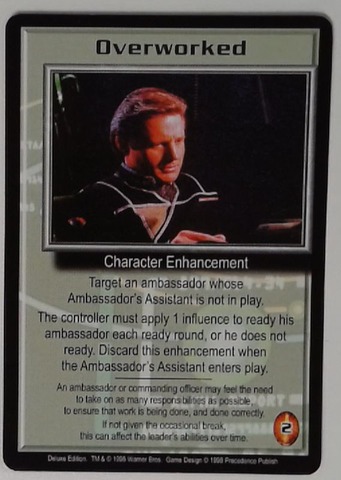 Overworked
Character Enhancement
Target an ambassador whose
Ambassador's Assistant is not in play.
The controller must apply 1 influence to ready his
ambassador each ready round, or he does not
ready. Discard this enhancement when
the Ambassador's Assistant enters play.
An ambassador or commanding officer may feel the need
to take on as many responsibilities as possible,
to ensure that work is being done, and done correctly.
If not given the occasional break,
this can affect the leader's abilities over time.
2
Deluxe Edition. TM & © 1998 Warner Bros. Game Design © 1998 Precedence Publish